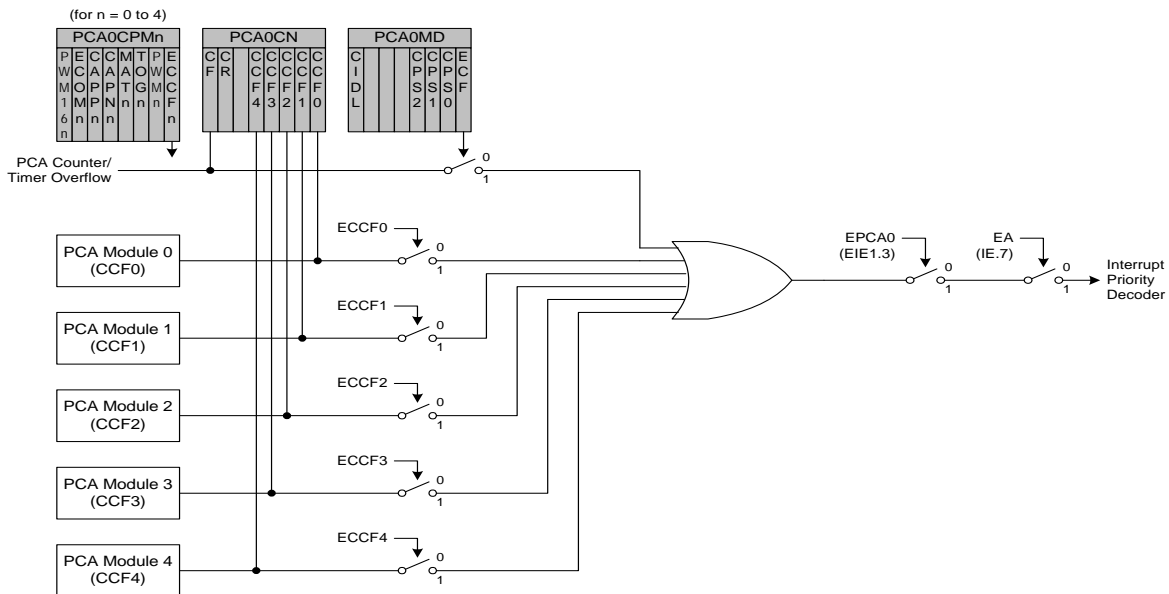 (for n = 0 to 4)
PCA0CPMn
PWM16n
ECOMn
CAPPn
CAPNn
MATn
TOGn
PWMn
ECCFn
PCA0CN
CF
CR
CCF4
CCF3
CCF2
CCF1
CCF0
PCA0MD
CIDL
CPS2
CPS1
CPS0
ECF
PCA Counter/
Timer Overflow
0
1
PCA Module 0
(CCF0)
ECCF0
0
1
EPCA0
(EIE1.3)
0
1
EA
(IE.7)
0
1
Interrupt
Priority
Decoder
PCA Module 1
(CCF1)
ECCF1
0
1
PCA Module 2
(CCF2)
ECCF2
0
1
PCA Module 3
(CCF3)
ECCF3
0
1
PCA Module 4
(CCF4)
ECCF4
0
1